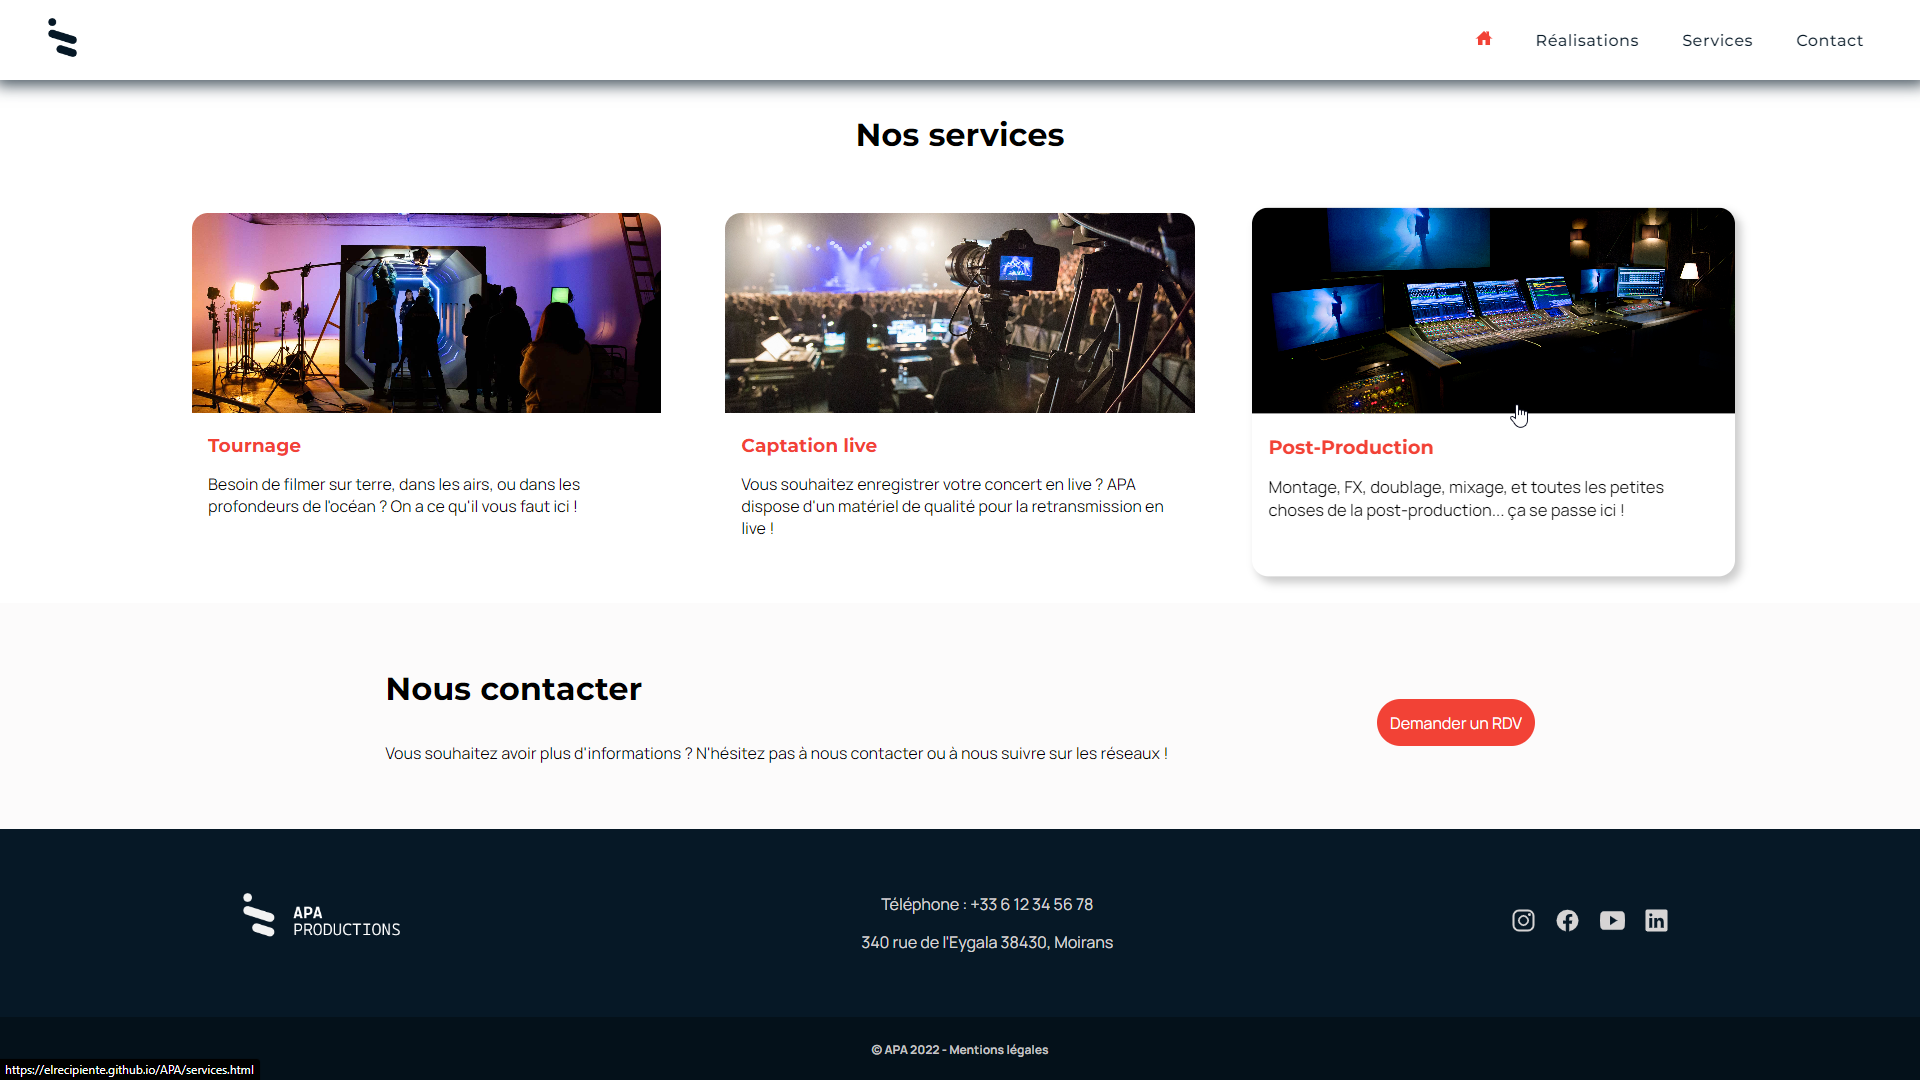 Réalisations
Services
Contact
Nos services
Tournage
Besoin de filmer sur terre, dans les airs, ou dans les
profondeurs de l'océan ? On a ce qu'il vous faut ici !
Captation live
Vous souhaitez enregistrer votre concert en live ? APA
dispose d'un matériel de qualité pour la retransmission en
live !
Post-Production
Montage, FX, doublage, mixage, et toutes les petites
choses de la post-production... ça se passe ici !
Nous contacter
Vous souhaitez avoir plus d'informations ? N'hésitez pas à nous contacter ou à nous suivre sur les réseaux !
Demander un RDV
APA
PRODUCTIONS
Téléphone : +33 6 12 34 56 78
340 rue de l'Eygala 38430, Moirans
© APA 2022 - Mentions légales
https://elrecipiente.github.io/APA/services.html